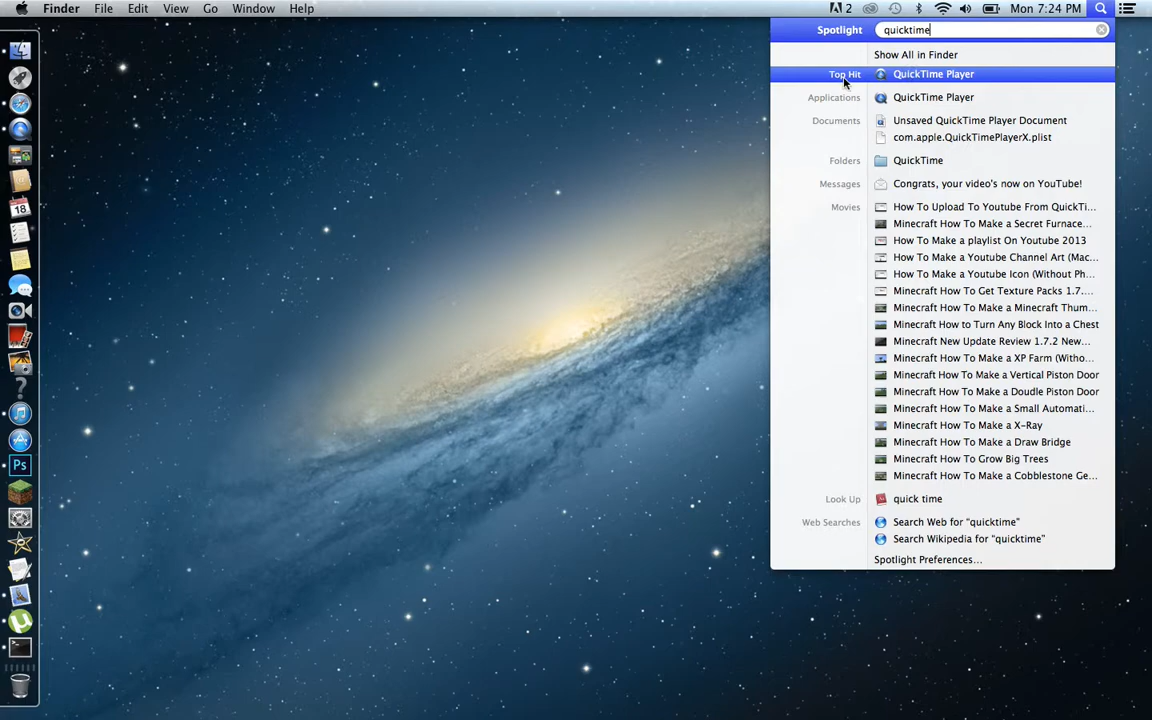 Finder File Edit View Go Window Help
2 Mon 7:24 PM
Spotlight quicktime
Show All in Finder
Top Hit QuickTime Player
Applications QuickTime Player
Documents Unsaved QuickTime Player Document
com.apple.QuickTimePlayerX.plist
Folders QuickTime
Messages Congrats, your video's now on YouTube!
Movies How To Upload To Youtube From QuickTi...
Minecraft How To Make a Secret Furnace...
How To Make a playlist On Youtube 2013
How To Make a Youtube Channel Art (Mac...
How To Make a Youtube Icon (Without Ph...
Minecraft How To Get Texture Packs 1.7....
Minecraft How To Make a Minecraft Thum...
Minecraft How to Turn Any Block Into a Chest
Minecraft New Update Review 1.7.2 New...
Minecraft How To Make a XP Farm (Witho...
Minecraft How To Make a Vertical Piston Door
Minecraft How To Make a Doudle Piston Door
Minecraft How To Make a Small Automati...
Minecraft How To Make a X-Ray
Minecraft How To Make a Draw Bridge
Minecraft How To Grow Big Trees
Minecraft How To Make a Cobblestone Ge...
Look Up quick time
Web Searches Search Web for "quicktime"
Search Wikipedia for "quicktime"
Spotlight Preferences...
18
?
Ps